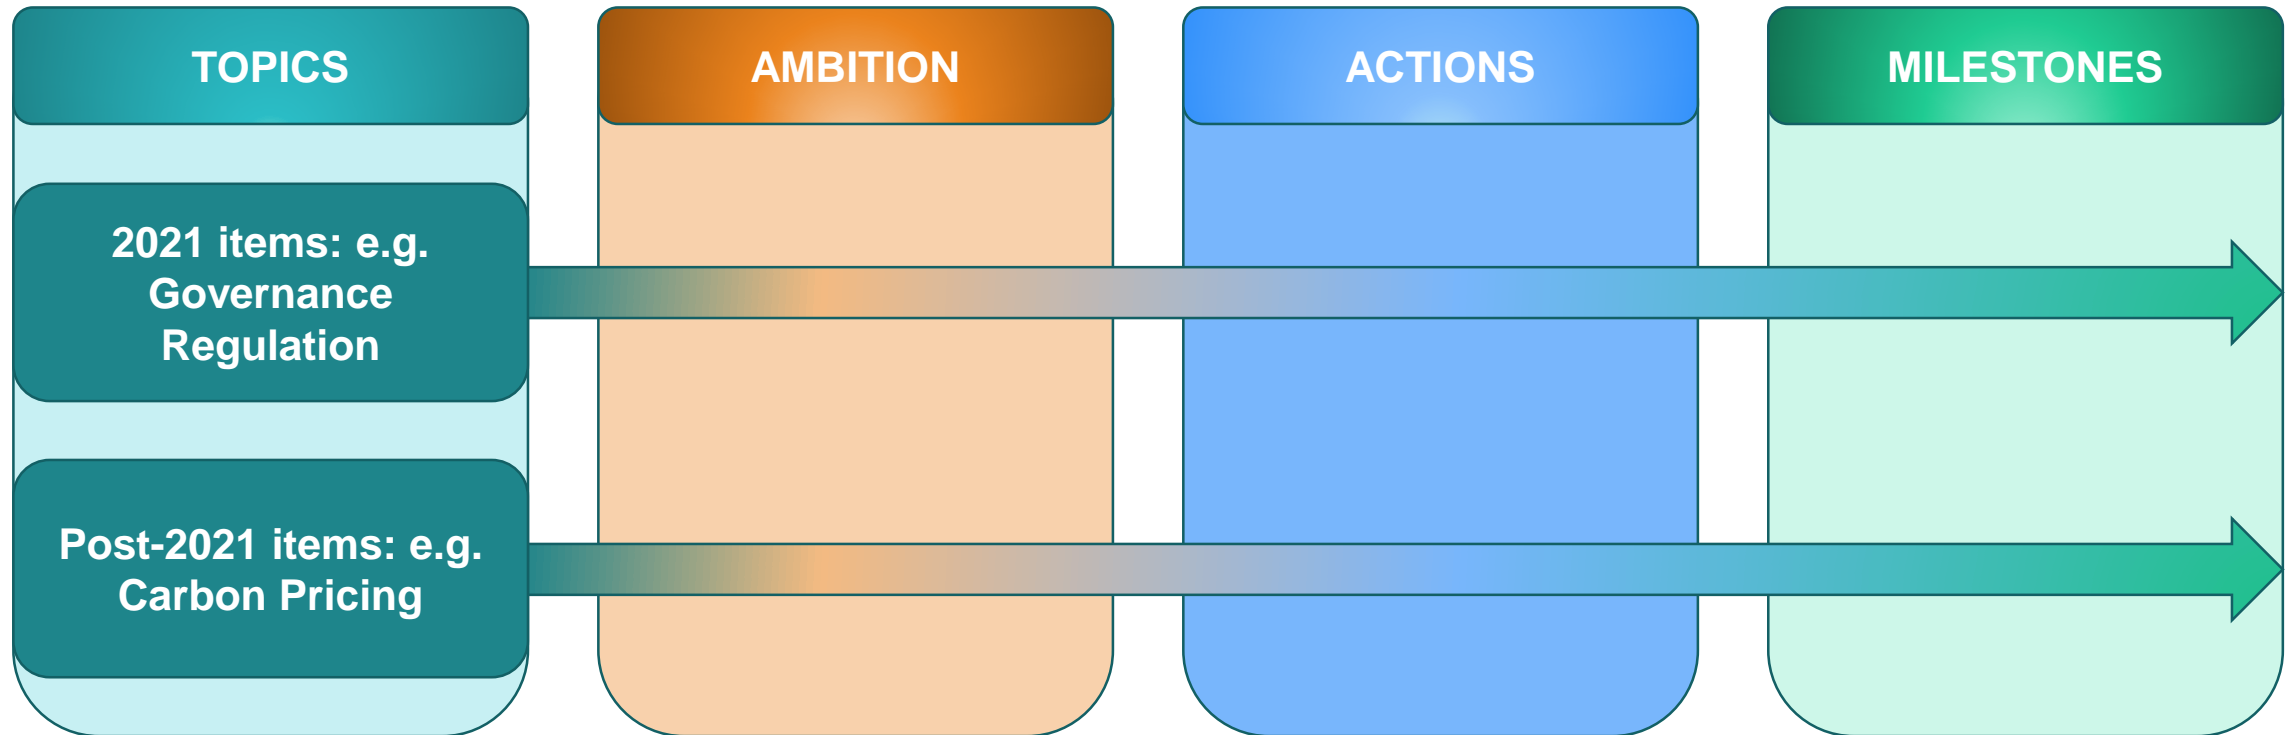 TOPICS
AMBITION
ACTIONS
MILESTONES
2021 items: e.g.
Governance
Regulation
Post-2021 items: e.g.
Carbon Pricing